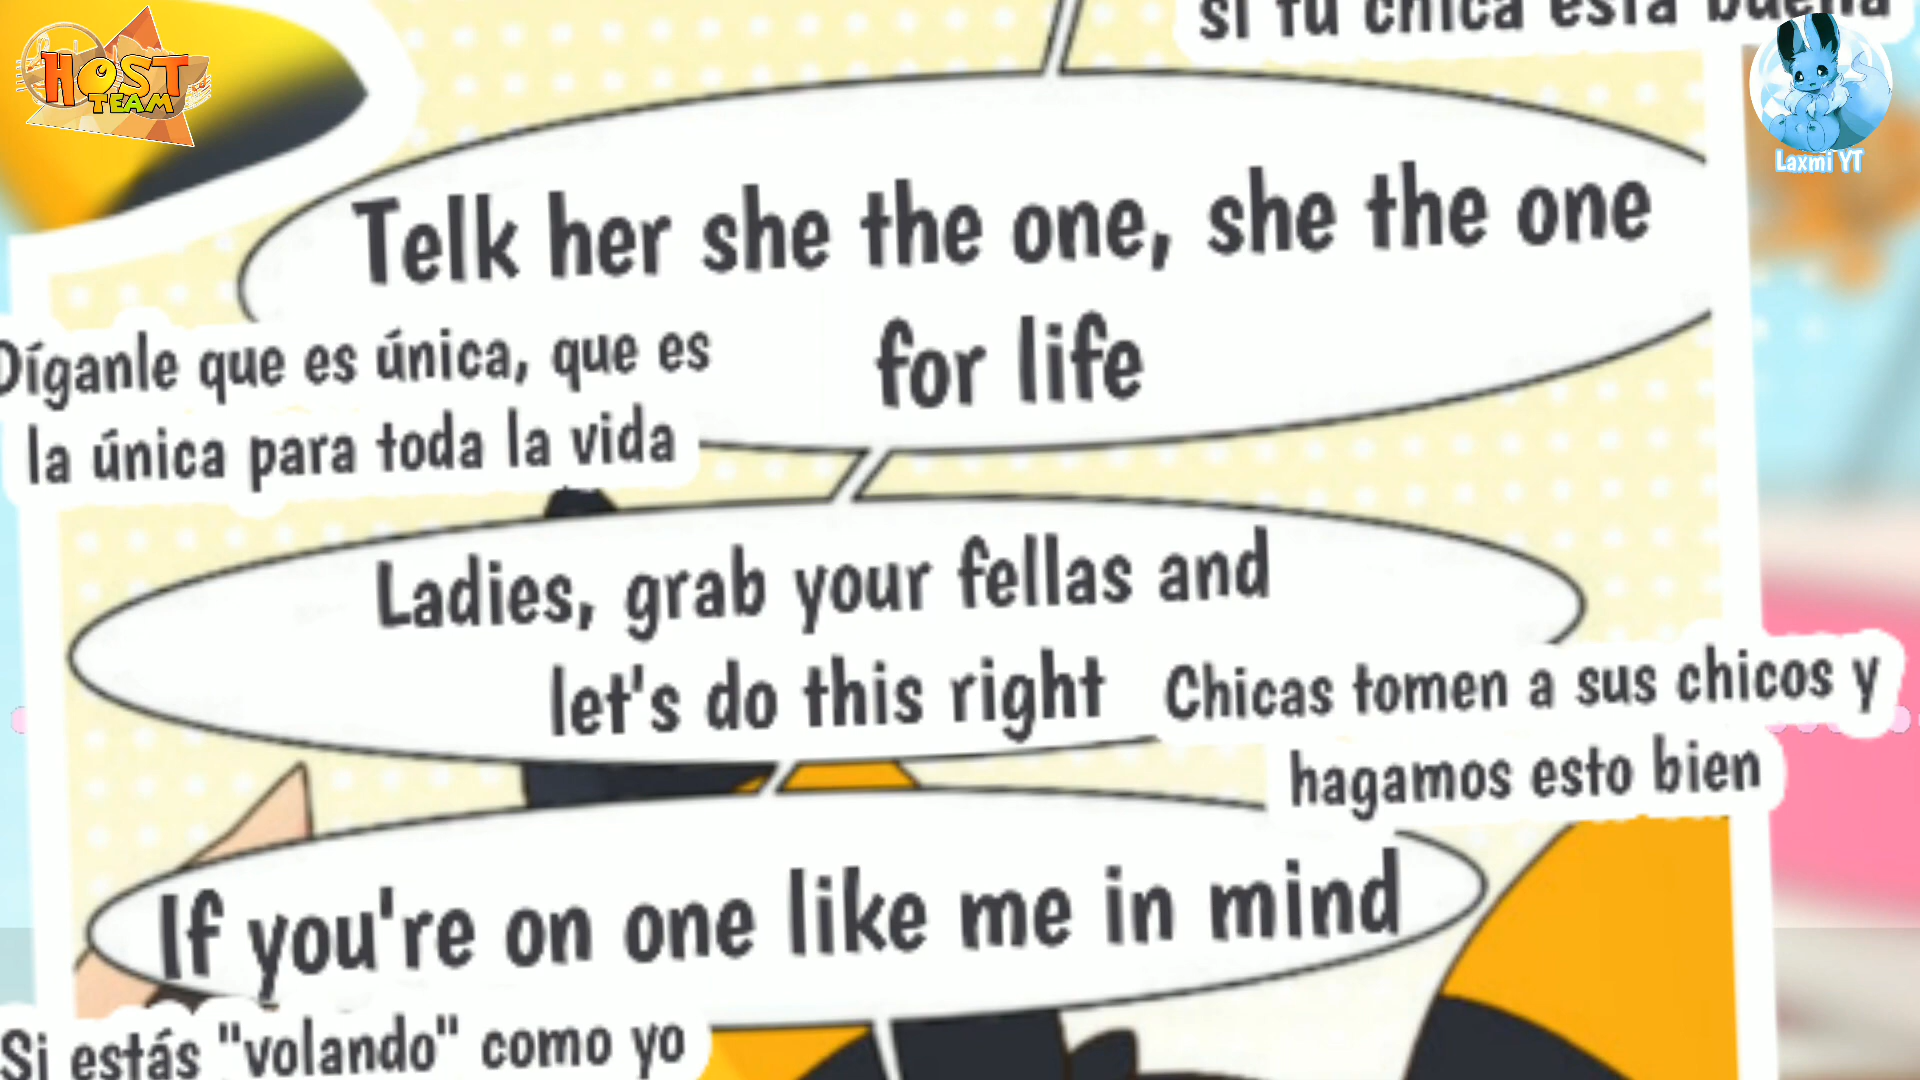 HOST
TEAM
si tu chica está buena
Laxmi YT
Telk her she the one, she the one
for life
Díganle que es única, que es
la única para toda la vida
Ladies, grab your fellas and
let's do this right
Chicas tomen a sus chicos y
hagamos esto bien
If you're on one like me in mind
Si estás "volando" como yo